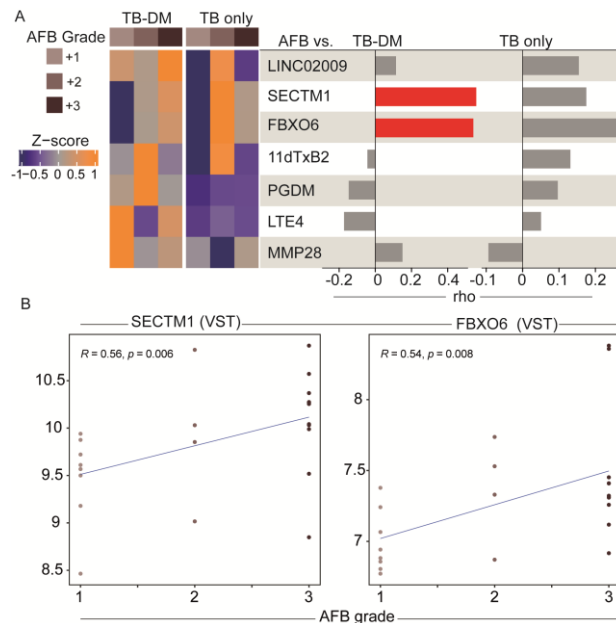 A
TB-DM TB only
AFB Grade
+1
+2
+3
Z-score
-1 -0.5 0 0.5 1
AFB vs. TB-DM TB only
LINC02009
SECTM1
FBXO6
11dTxB2
PGDM
LTE4
MMP28
-0.2 0 0.2 0.4 -0.1 0 0.1 0.2
rho
B
SECTM1 (VST) FBXO6 (VST)
R = 0.56, p = 0.006 R = 0.54, p = 0.008
10.5
10
9.5
9
8.5
8
7.5
7
1 2 3 1 2 3
AFB grade